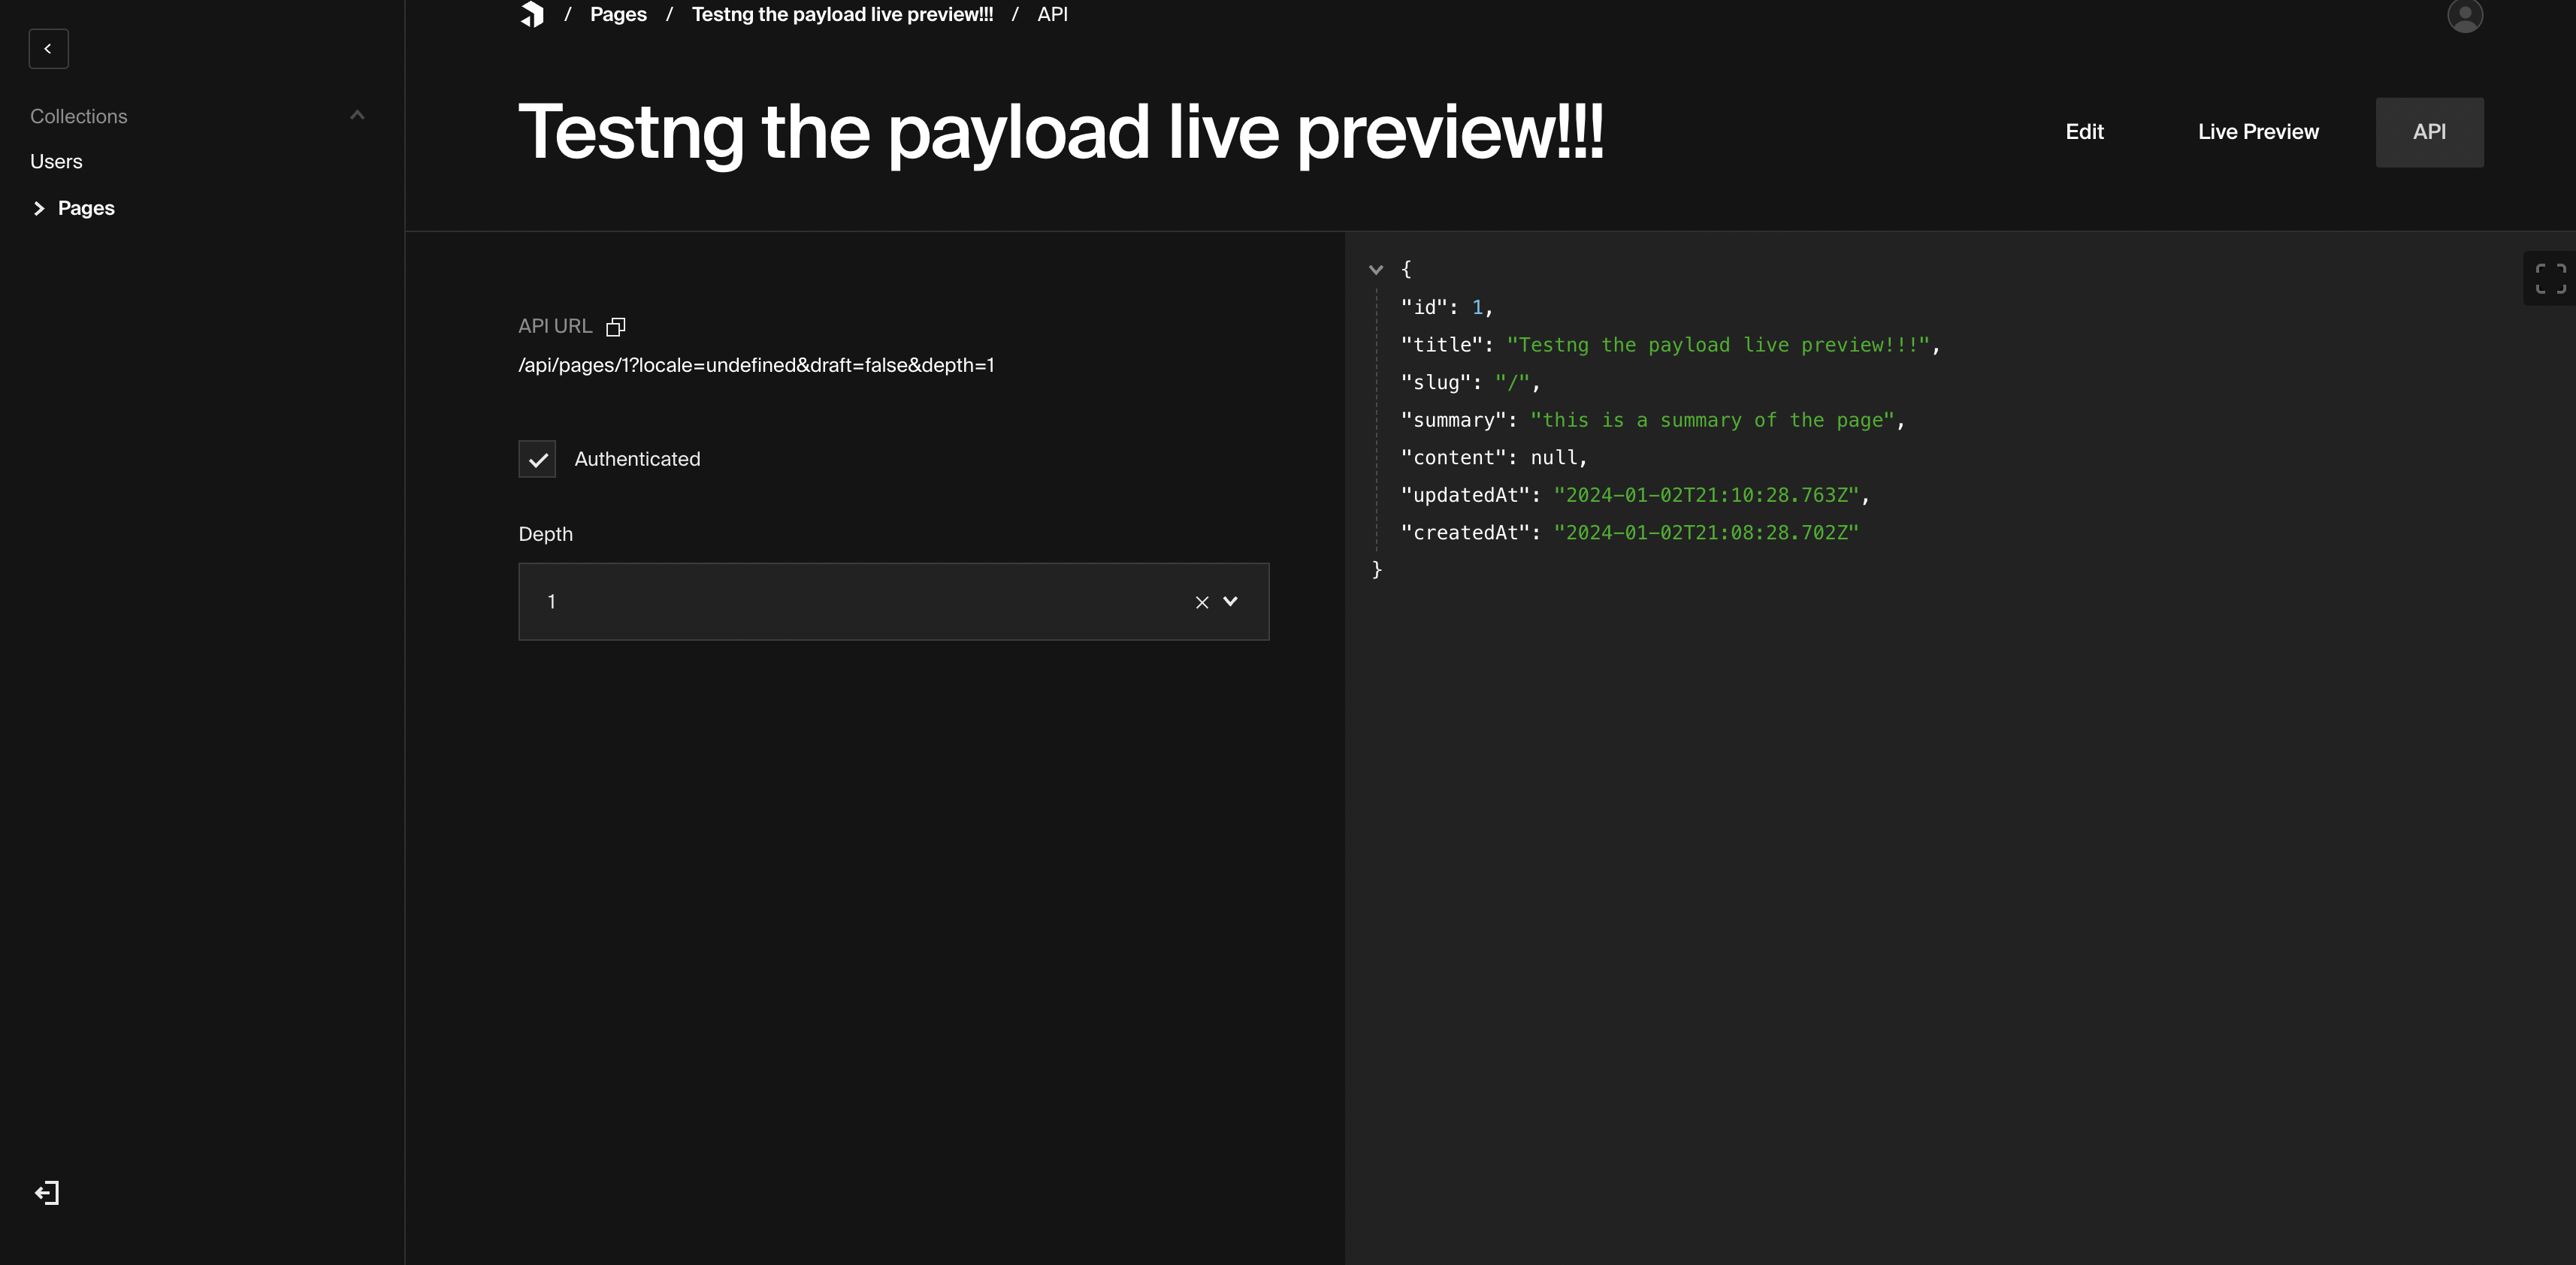 / Pages / Testng the payload live preview!!! / API
Collections
Users
Pages
Testng the payload live preview!!!
Edit
Live Preview
API
API URL
/api/pages/1?locale=undefined&draft=false&depth=1
Authenticated
Depth
1
{
"id": 1,
"title": "Testng the payload live preview!!!",
"slug": "/",
"summary": "this is a summary of the page",
"content": null,
"updatedAt": "2024-01-02T21:10:28.763Z",
"createdAt": "2024-01-02T21:08:28.702Z"
}